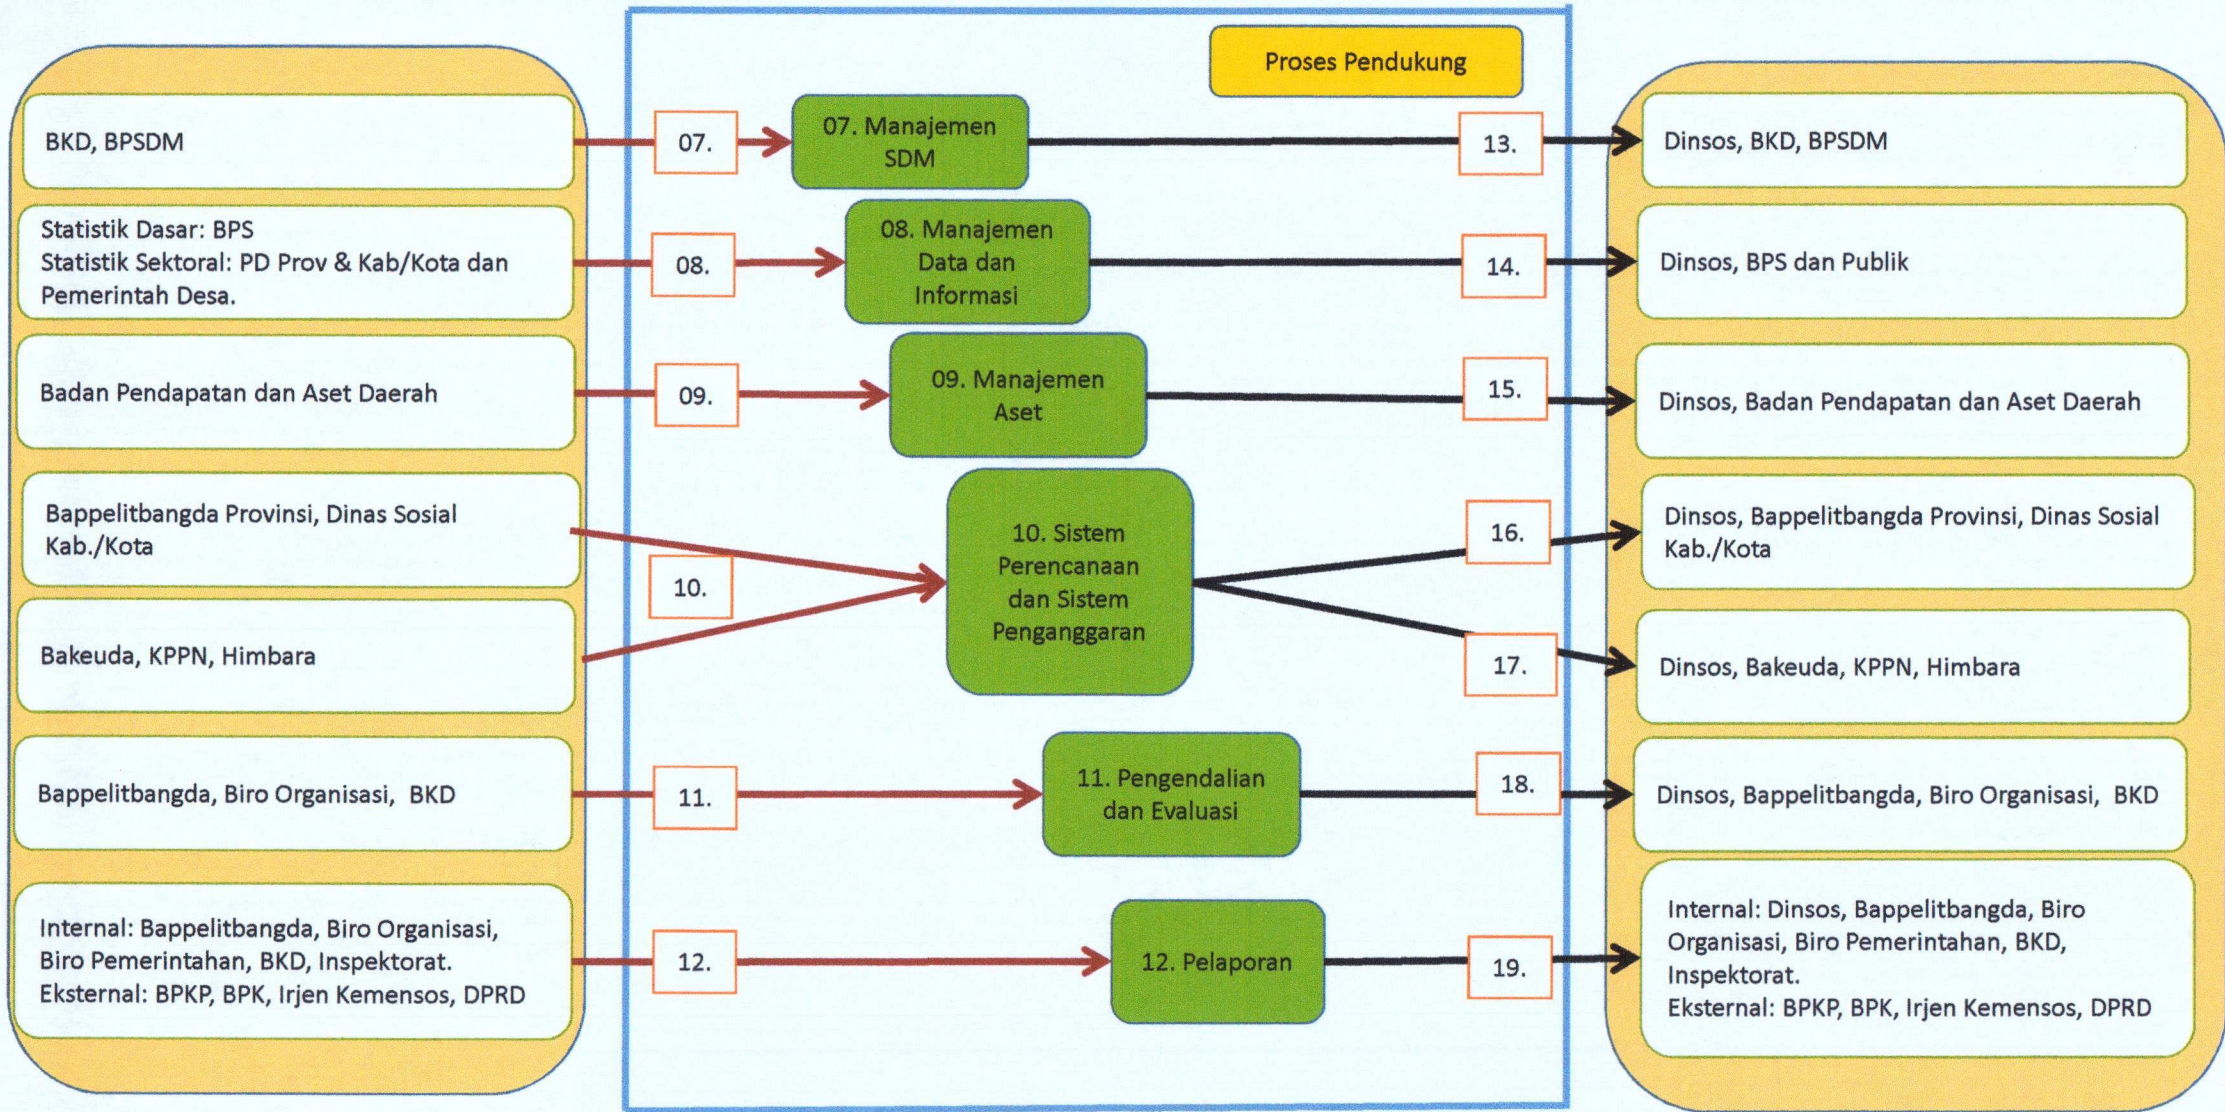 Proses Pendukung
BKD, BPSDM
07.
07. Manajemen
SDM
13.
Dinsos, BKD, BPSDM
Statistik Dasar: BPS
Statistik Sektoral: PD Prov & Kab/Kota dan
Pemerintah Desa.
08.
08. Manajemen
Data dan
Informasi
14.
Dinsos, BPS dan Publik
Badan Pendapatan dan Aset Daerah
09.
09. Manajemen
Aset
15.
Dinsos, Badan Pendapatan dan Aset Daerah
Bappelitbangda Provinsi, Dinas Sosial
Kab./Kota
10.
10. Sistem
Perencanaan
dan Sistem
Penganggaran
16.
Dinsos, Bappelitbangda Provinsi, Dinas Sosial
Kab./Kota
Bakeuda, KPPN, Himbara
17.
Dinsos, Bakeuda, KPPN, Himbara
Bappelitbangda, Biro Organisasi, BKD
11.
11. Pengendalian
dan Evaluasi
18.
Dinsos, Bappelitbangda, Biro Organisasi, BKD
Internal: Bappelitbangda, Biro Organisasi,
Biro Pemerintahan, BKD, Inspektorat.
Eksternal: BPKP, BPK, Irjen Kemensos, DPRD
12.
12. Pelaporan
19.
Internal: Dinsos, Bappelitbangda, Biro
Organisasi, Biro Pemerintahan, BKD,
Inspektorat.
Eksternal: BPKP, BPK, Irjen Kemensos, DPRD